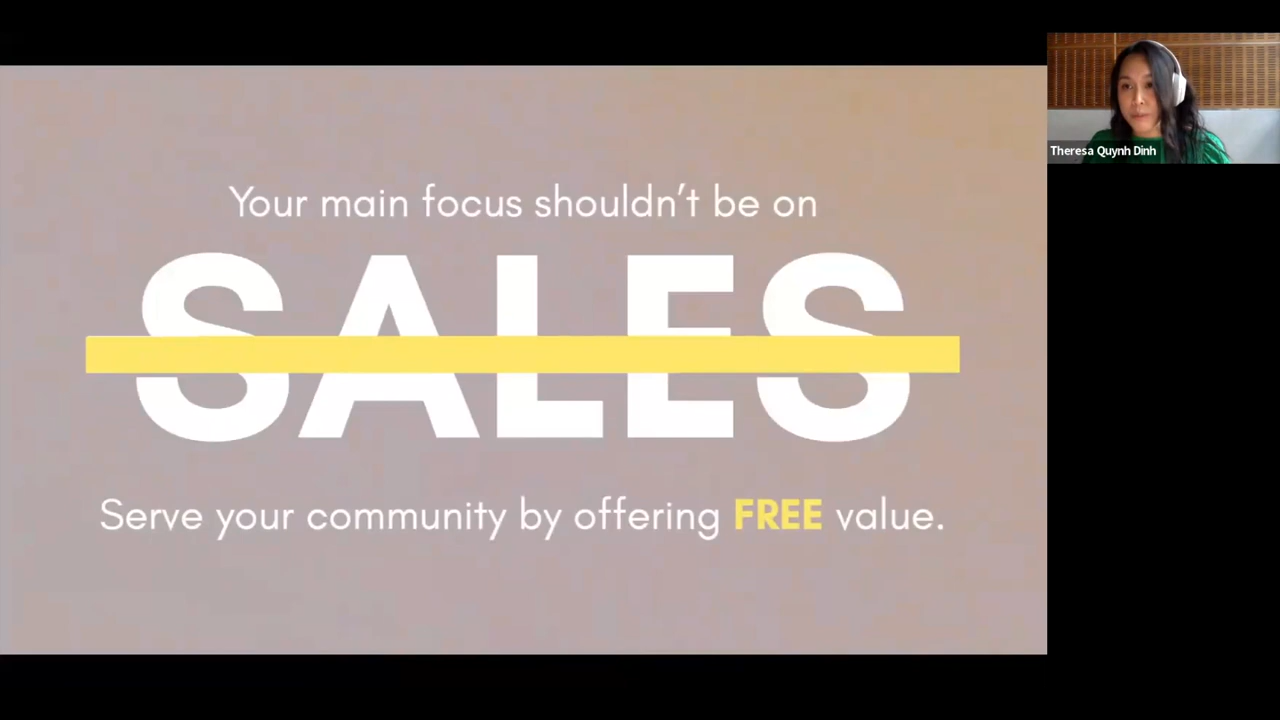 Your main focus shouldn't be on
SALES
Serve your community by offering FREE value.
Theresa Quynh Dinh